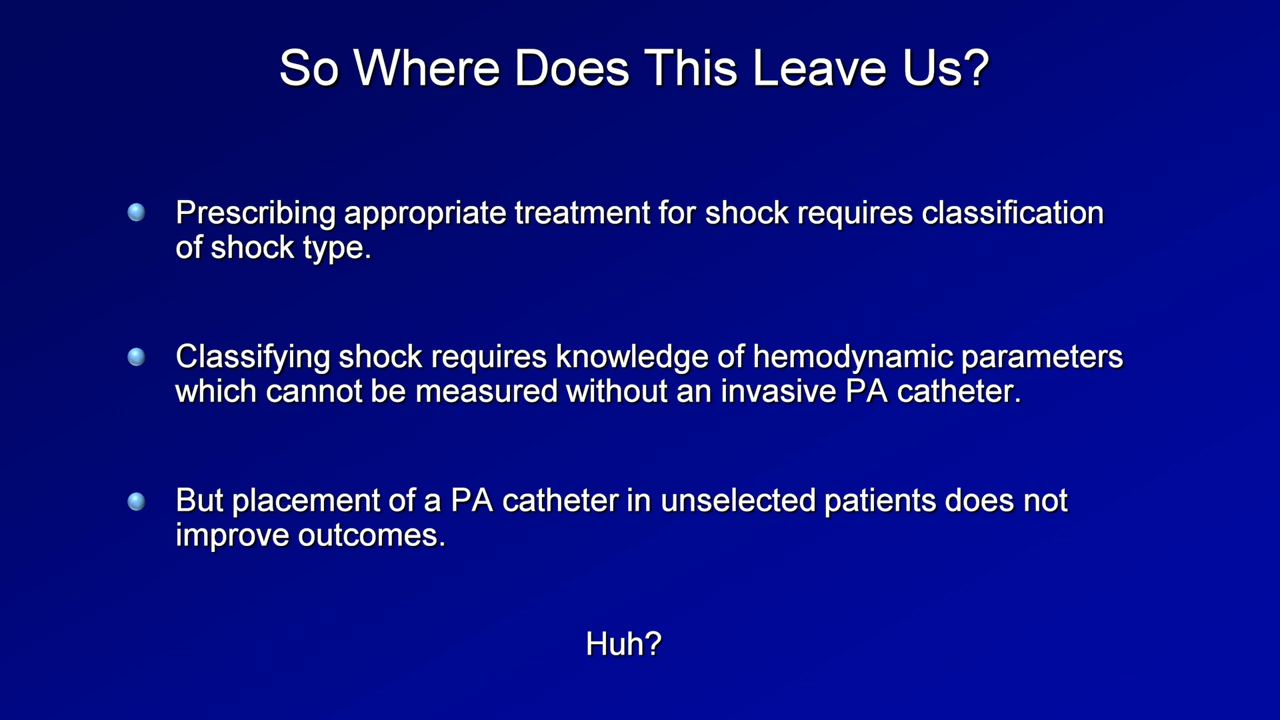 So Where Does This Leave Us?
Prescribing appropriate treatment for shock requires classification
of shock type.
Classifying shock requires knowledge of hemodynamic parameters
which cannot be measured without an invasive PA catheter.
But placement of a PA catheter in unselected patients does not
improve outcomes.
Huh?